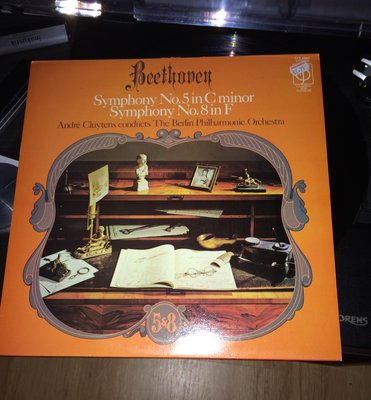 Beethoven
Symphony No.5 in C minor
Symphony No.8 in F
André Cluytens conducts The Berlin Philharmonic Orchestra
5&8
ORENS